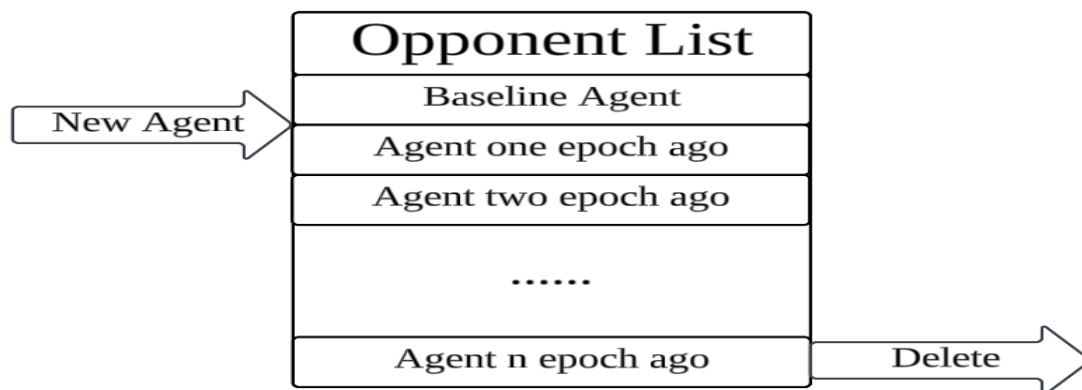 Opponent List
Baseline Agent
New Agent
Agent one epoch ago
Agent two epoch ago
......
Agent n epoch ago
Delete